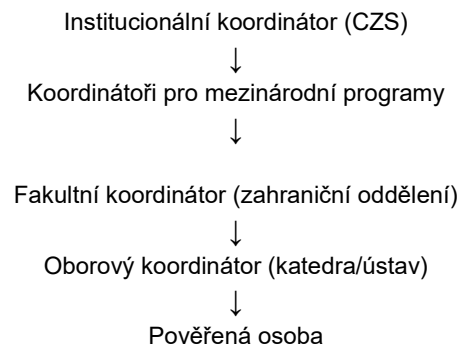 Institucionální koordinátor (CZS)
↓
Koordinátoři pro mezinárodní programy
↓
Fakultní koordinátor (zahraniční oddělení)
↓
Oborový koordinátor (katedra/ústav)
↓
Pověřená osoba